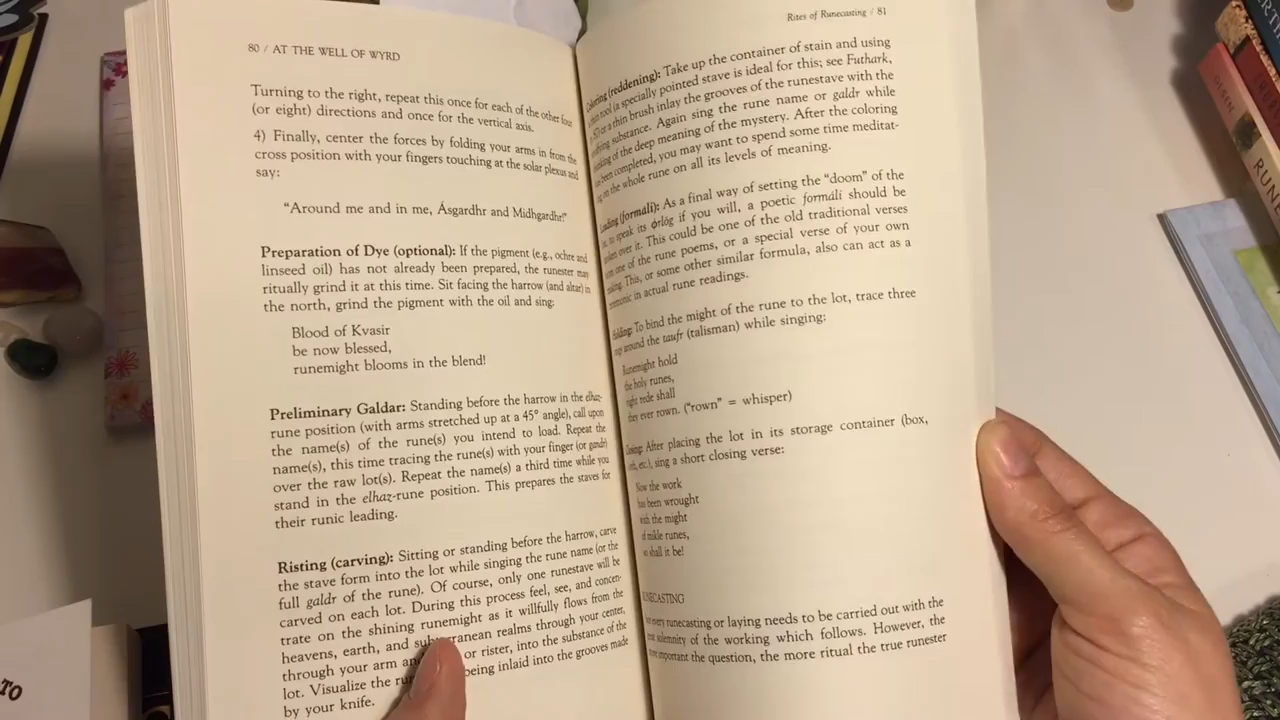 80 / AT THE WELL OF WYRD
Turning to the right, repeat this once for each of the other four
(or eight) directions and once for the vertical axis.
4) Finally, center the forces by folding your arms in from the
cross position with your fingers touching at the solar plexus and
say:
"Around me and in me, Ásgardhr and Midhgardhr!"
Preparation of Dye (optional): If the pigment (e.g., ochre and
linseed oil) has not already been prepared, the runester may
ritually grind it at this time. Sit facing the harrow (and altar) in
the north, grind the pigment with the oil and sing:
Blood of Kvasir
be now blessed,
runemight blooms in the blend!
Preliminary Galdar: Standing before the harrow in the elhaz-
rune position (with arms stretched up at a 45° angle), call upon
the name(s) of the rune(s) you intend to load. Repeat the
name(s), this time tracing the rune(s) with your finger (or gandr)
over the raw lot(s). Repeat the name(s) a third time while you
stand in the elhaz-rune position. This prepares the staves for
their runic leading.
Risting (carving): Sitting or standing before the harrow, carve
the stave form into the lot while singing the rune name (or the
full galdr of the rune). Of course, only one runestave will be
carved on each lot. During this process feel, see, and concen-
trate on the shining runemight as it willfully flows from the
heavens, earth, and subterranean realms through your center,
through your arm or rister, into the substance of the
lot. Visualize the being inlaid into the grooves made
by your knife.
Rites of Runecasting / 81
Coloring (reddening): Take up the container of stain and using
tool (a specially pointed stave is ideal for this; see Futhark,
or a thin brush inlay the grooves of the runestave with the
substance. Again sing the rune name or galdr while
thinking of the deep meaning of the mystery. After the coloring
has been completed, you may want to spend some time meditat-
on the whole rune on all its levels of meaning.
Loading (formáli): As a final way of setting the "doom" of the
lot, to speak its ørlög if you will, a poetic formáli should be
spoken over it. This could be one of the old traditional verses
from one of the rune poems, or a special verse of your own
making. This, or some other similar formula, also can act as a
mnemonic in actual rune readings.
Holding: To bind the might of the rune to the lot, trace three
rings around the taufr (talisman) while singing:
Runemight hold
the holy runes,
right rede shall
they ever rown. ("rown" = whisper)
Closing: After placing the lot in its storage container (box,
etc.), sing a short closing verse:
Now the work
has been wrought
with the might
of mikle runes,
so shall it be!
RUNECASTING
every runecasting or laying needs to be carried out with the
solemnity of the working which follows. However, the
more important the question, the more ritual the true runester
TO
RUN